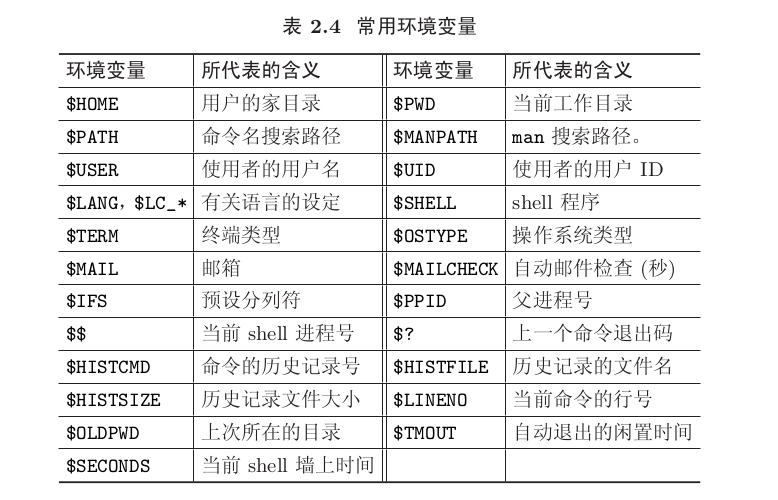 表 2.4 常用环境变量
环境变量 所代表的含义 环境变量 所代表的含义
$HOME 用户的家目录 $PWD 当前工作目录
$PATH 命令名搜索路径 $MANPATH man 搜索路径。
$USER 使用者的用户名 $UID 使用者的用户 ID
$LANG, $LC_* 有关语言的设定 $SHELL shell 程序
$TERM 终端类型 $OSTYPE 操作系统类型
$MAIL 邮箱 $MAILCHECK 自动邮件检查 (秒)
$IFS 预设分列符 $PPID 父进程号
$$ 当前 shell 进程号 $? 上一个命令退出码
$HISTCMD 命令的历史记录号 $HISTFILE 历史记录的文件名
$HISTSIZE 历史记录文件大小 $LINENO 当前命令的行号
$OLDPWD 上次所在的目录 $TMOUT 自动退出的闲置时间
$SECONDS 当前 shell 墙上时间